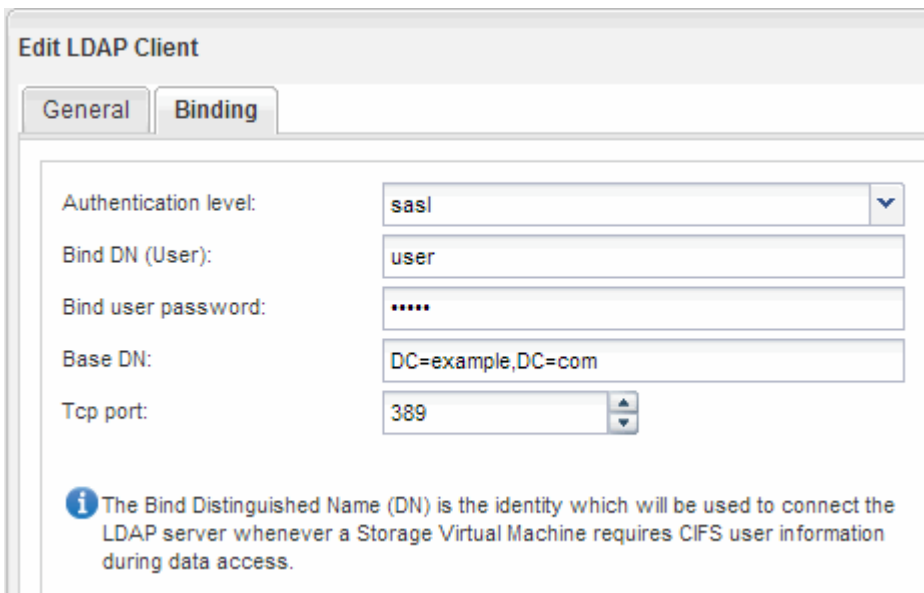 Edit LDAP Client
General Binding
Authentication level: sasl
Bind DN (User): user
Bind user password: •••••
Base DN: DC=example,DC=com
Tcp port: 389
The Bind Distinguished Name (DN) is the identity which will be used to connect the
LDAP server whenever a Storage Virtual Machine requires CIFS user information
during data access.